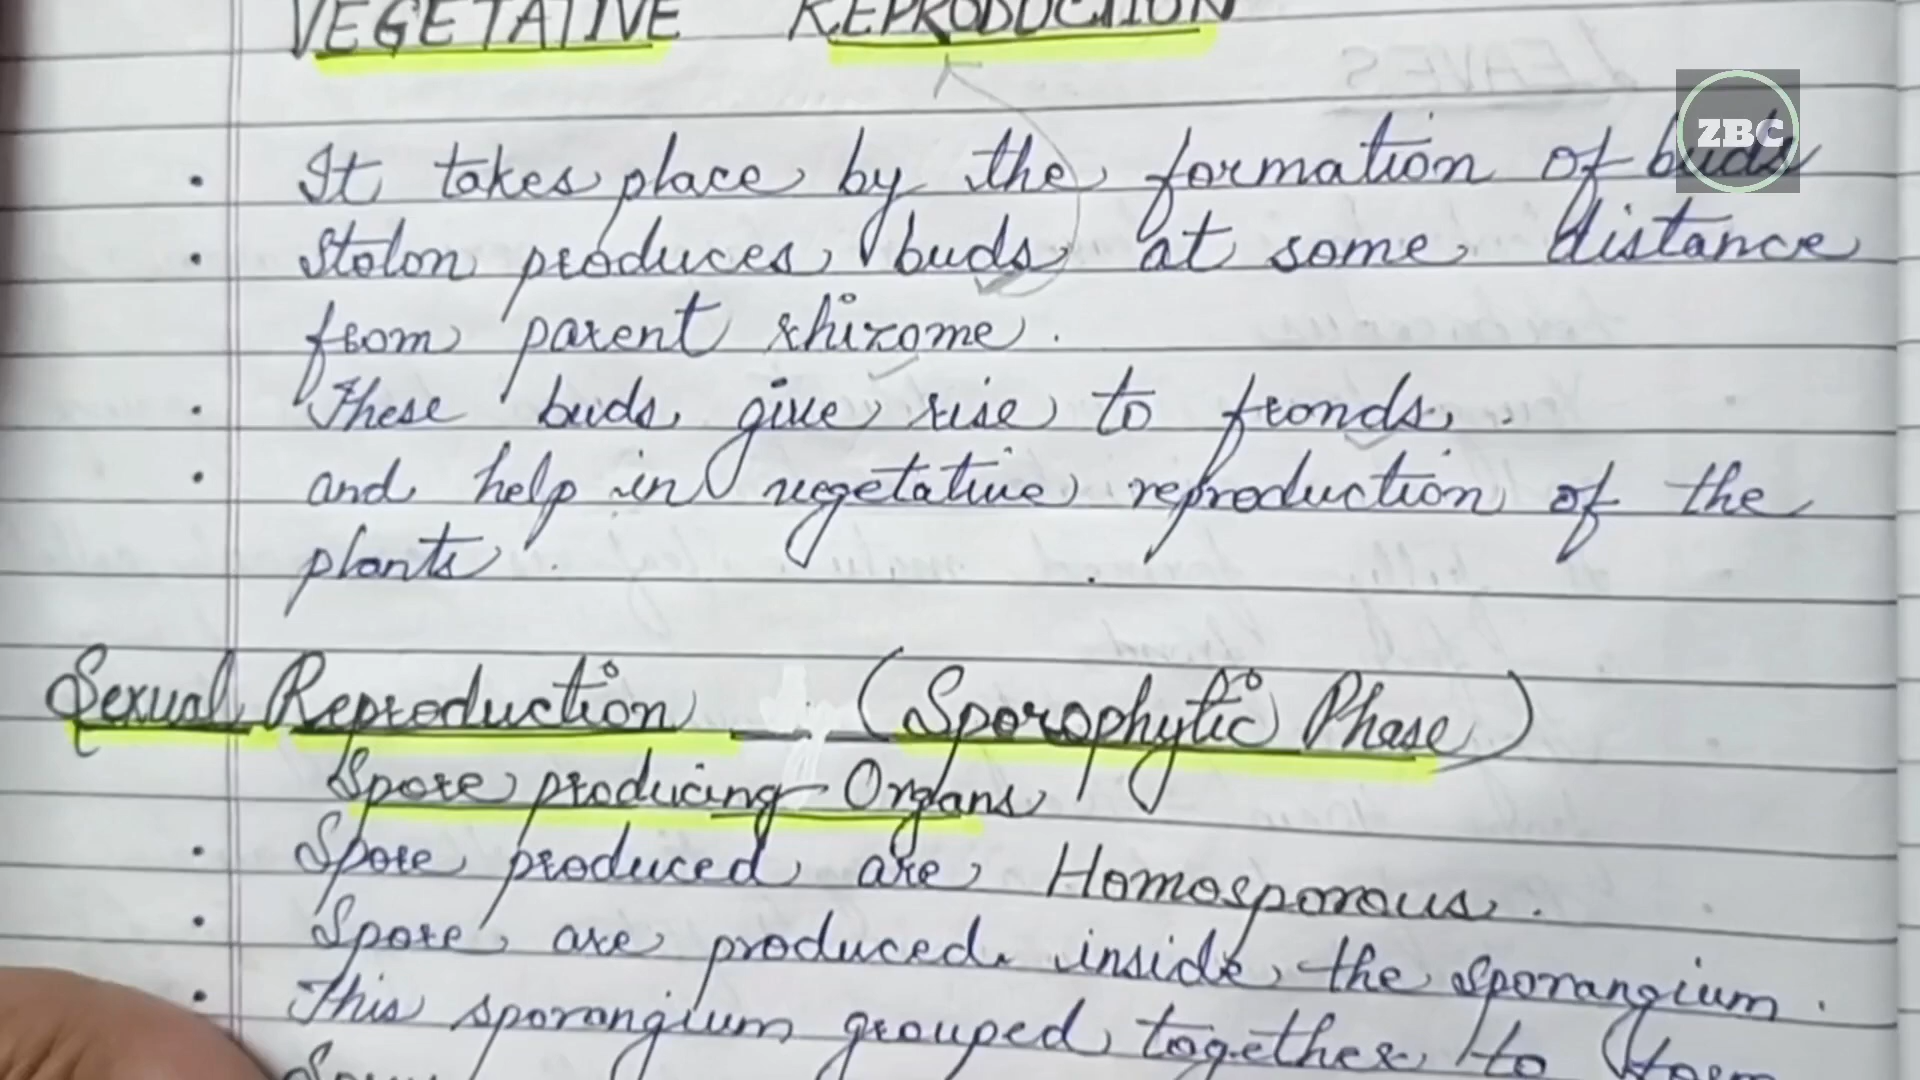 VEGETATIVE REPRODUCTION
ZBC
• It takes place by the formation of buds
• Stolon produces buds at some distance
from parent rhizome.
• These buds give rise to fronds.
• and help in vegetative reproduction of the
plants.
Sexual Reproduction - (Sporophytic Phase)
Spore producing Organs
• Spore produced are Homosporous.
• Spore are produced inside the sporangium.
• This sporangium grouped together to form